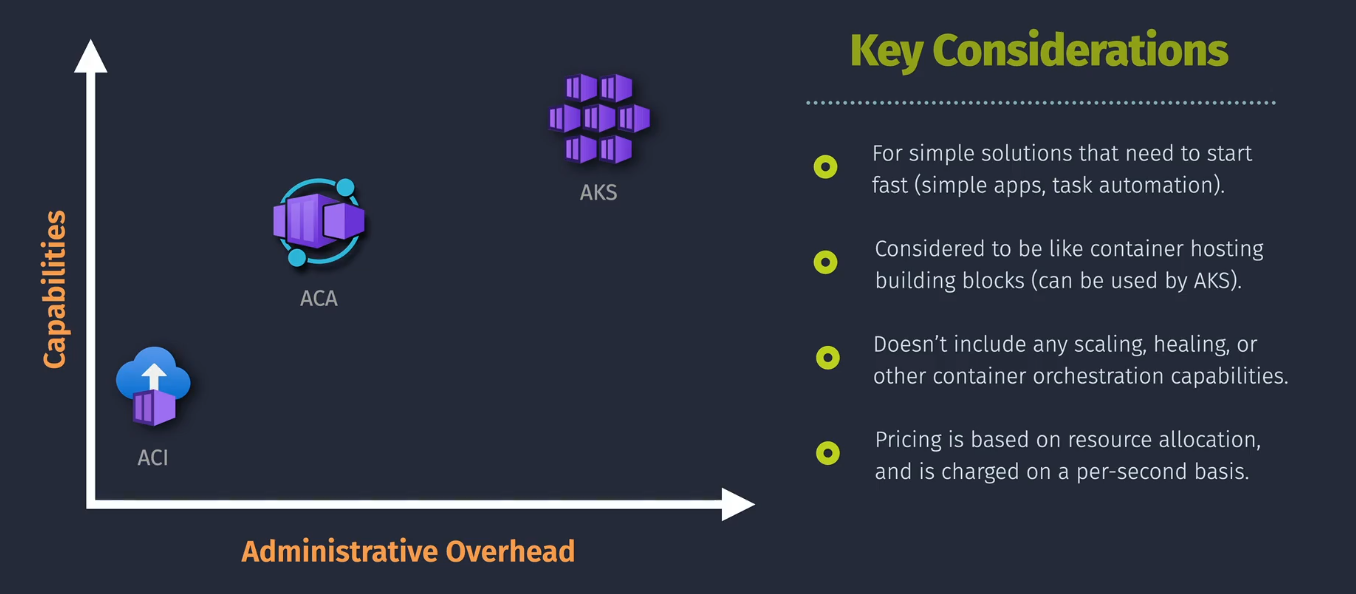 Key Considerations
For simple solutions that need to start
fast (simple apps, task automation).
Considered to be like container hosting
building blocks (can be used by AKS).
Doesn’t include any scaling, healing, or
other container orchestration capabilities.
Pricing is based on resource allocation,
and is charged on a per-second basis.
Capabilities
AKS
ACA
ACI
Administrative Overhead